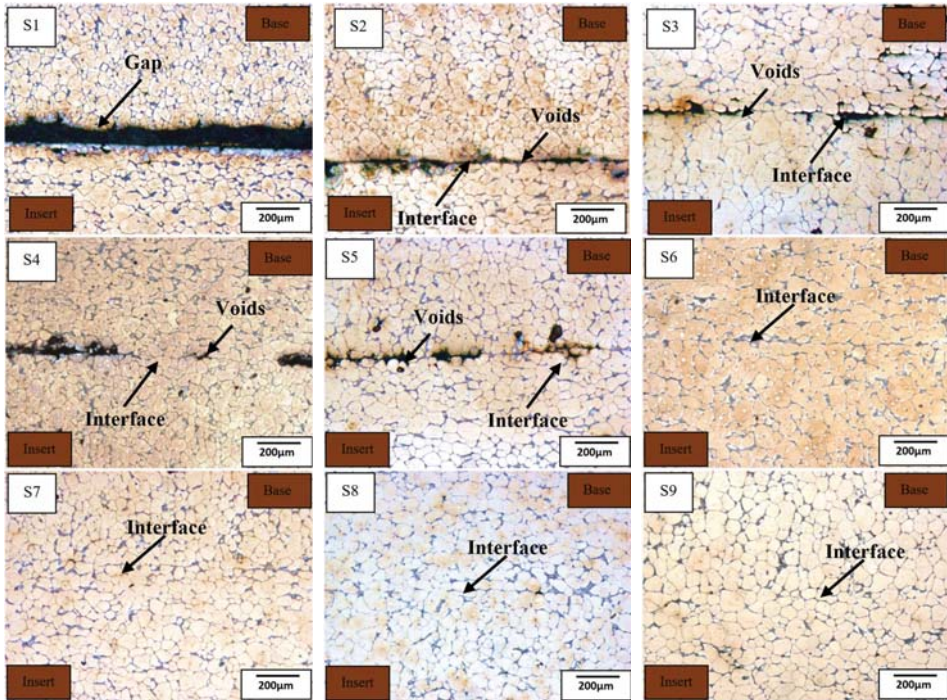 S1
Base
Gap
Insert
200μm
S2
Base
Voids
Interface
Insert
200μm
S3
Base
Voids
Interface
Insert
200μm
S4
Base
Voids
Interface
Insert
200μm
S5
Base
Voids
Interface
Insert
200μm
S6
Base
Interface
Insert
200μm
S7
Base
Interface
Insert
200μm
S8
Base
Interface
Insert
200μm
S9
Base
Interface
Insert
200μm